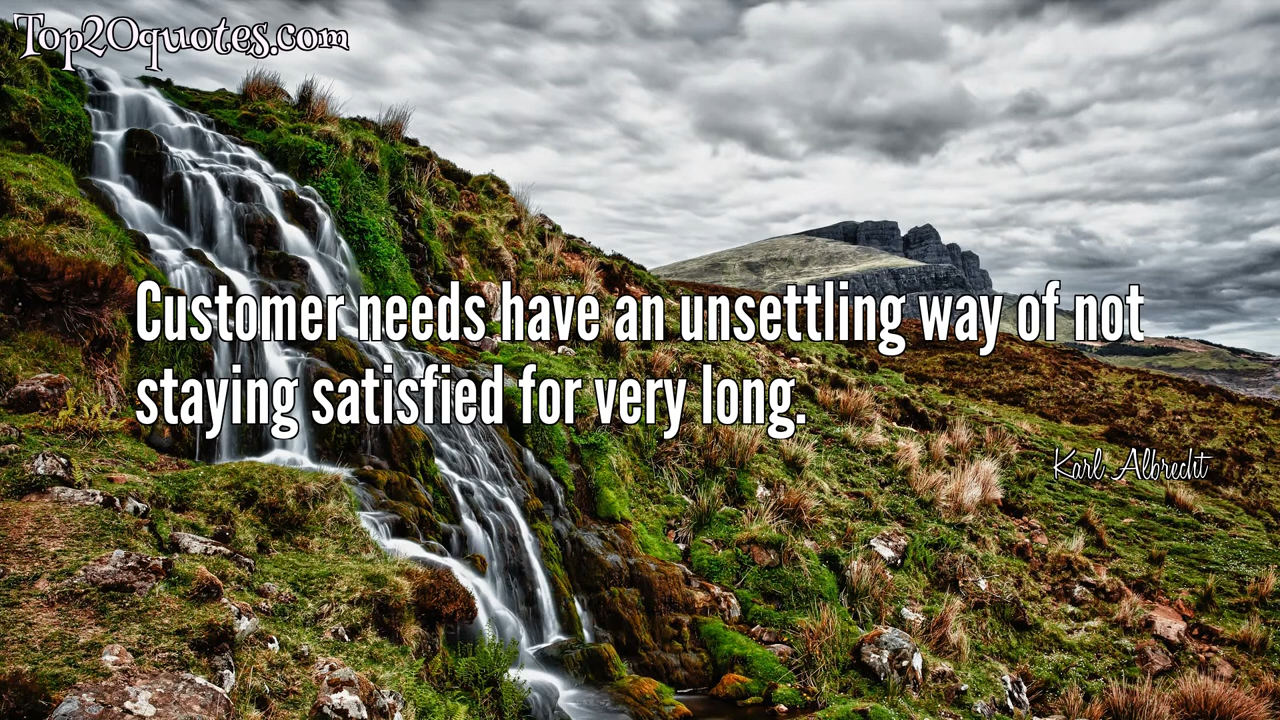 Top20quotes.com
Customer needs have an unsettling way of not
staying satisfied for very long.
Karl Albrecht